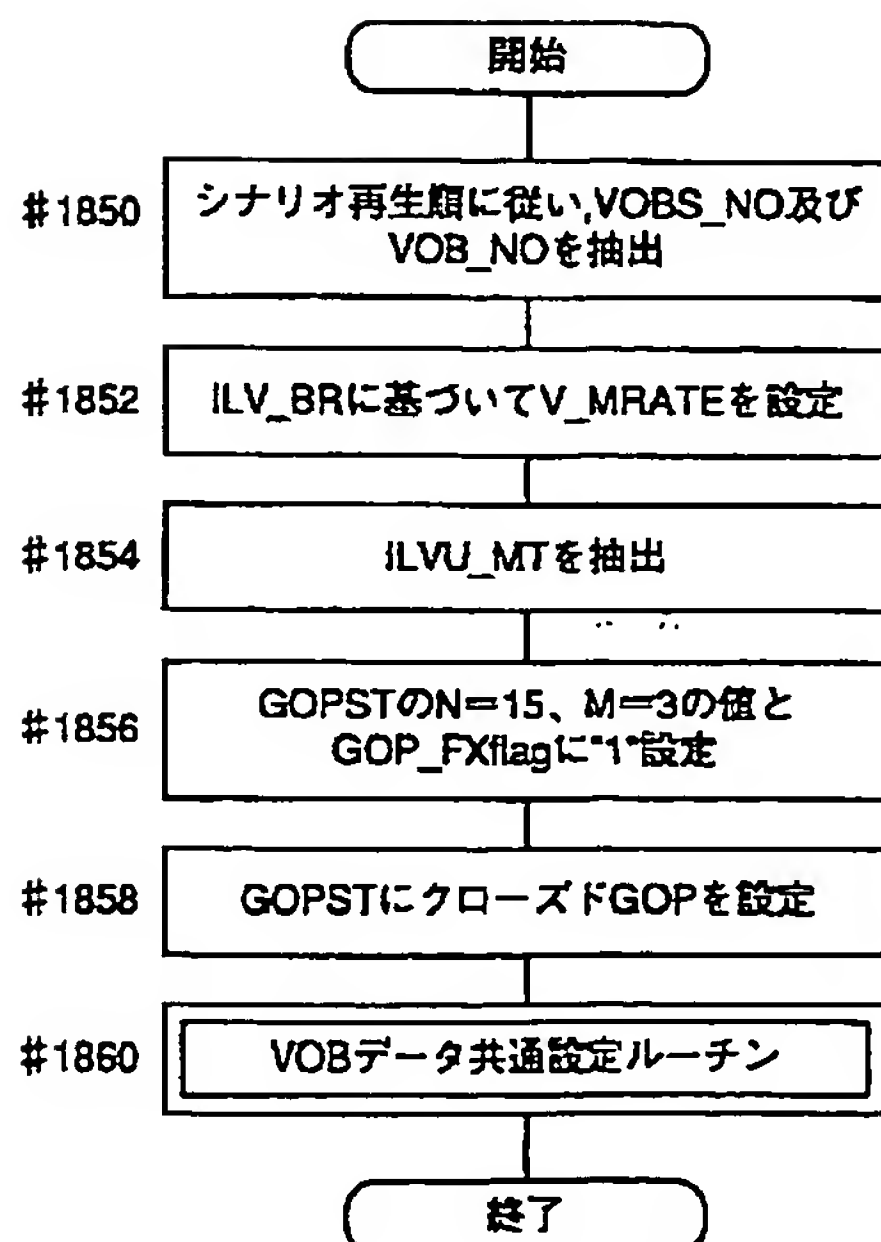 開始
#1850
シナリオ再生順に従い,VOBS_NO及び
VOB_NOを抽出
#1852
ILV_BRに基づいてV_MRATEを設定
#1854
ILVU_MTを抽出
#1856
GOPSTのN=15、M=3の値と
GOP_FXflagに"1"設定
#1858
GOPSTにクローズドGOPを設定
#1860
VOBデータ共通設定ルーチン
終了